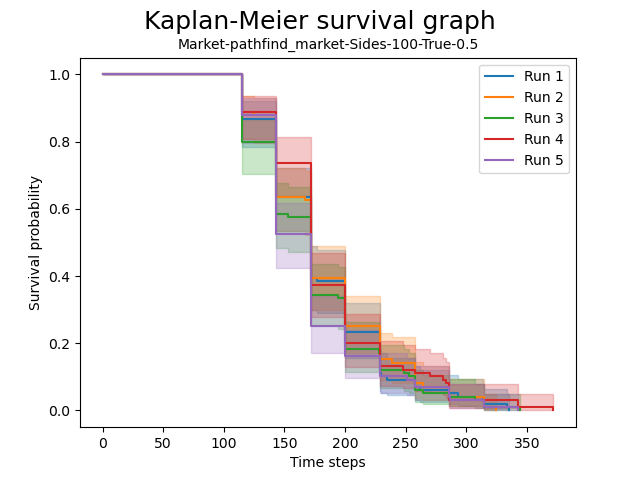 Kaplan-Meier survival graph
Market-pathfind_market-Sides-100-True-0.5
Survival probability
1.0
0.8
0.6
0.4
0.2
0.0
Run 1
Run 2
Run 3
Run 4
Run 5
0 50 100 150 200 250 300 350
Time steps